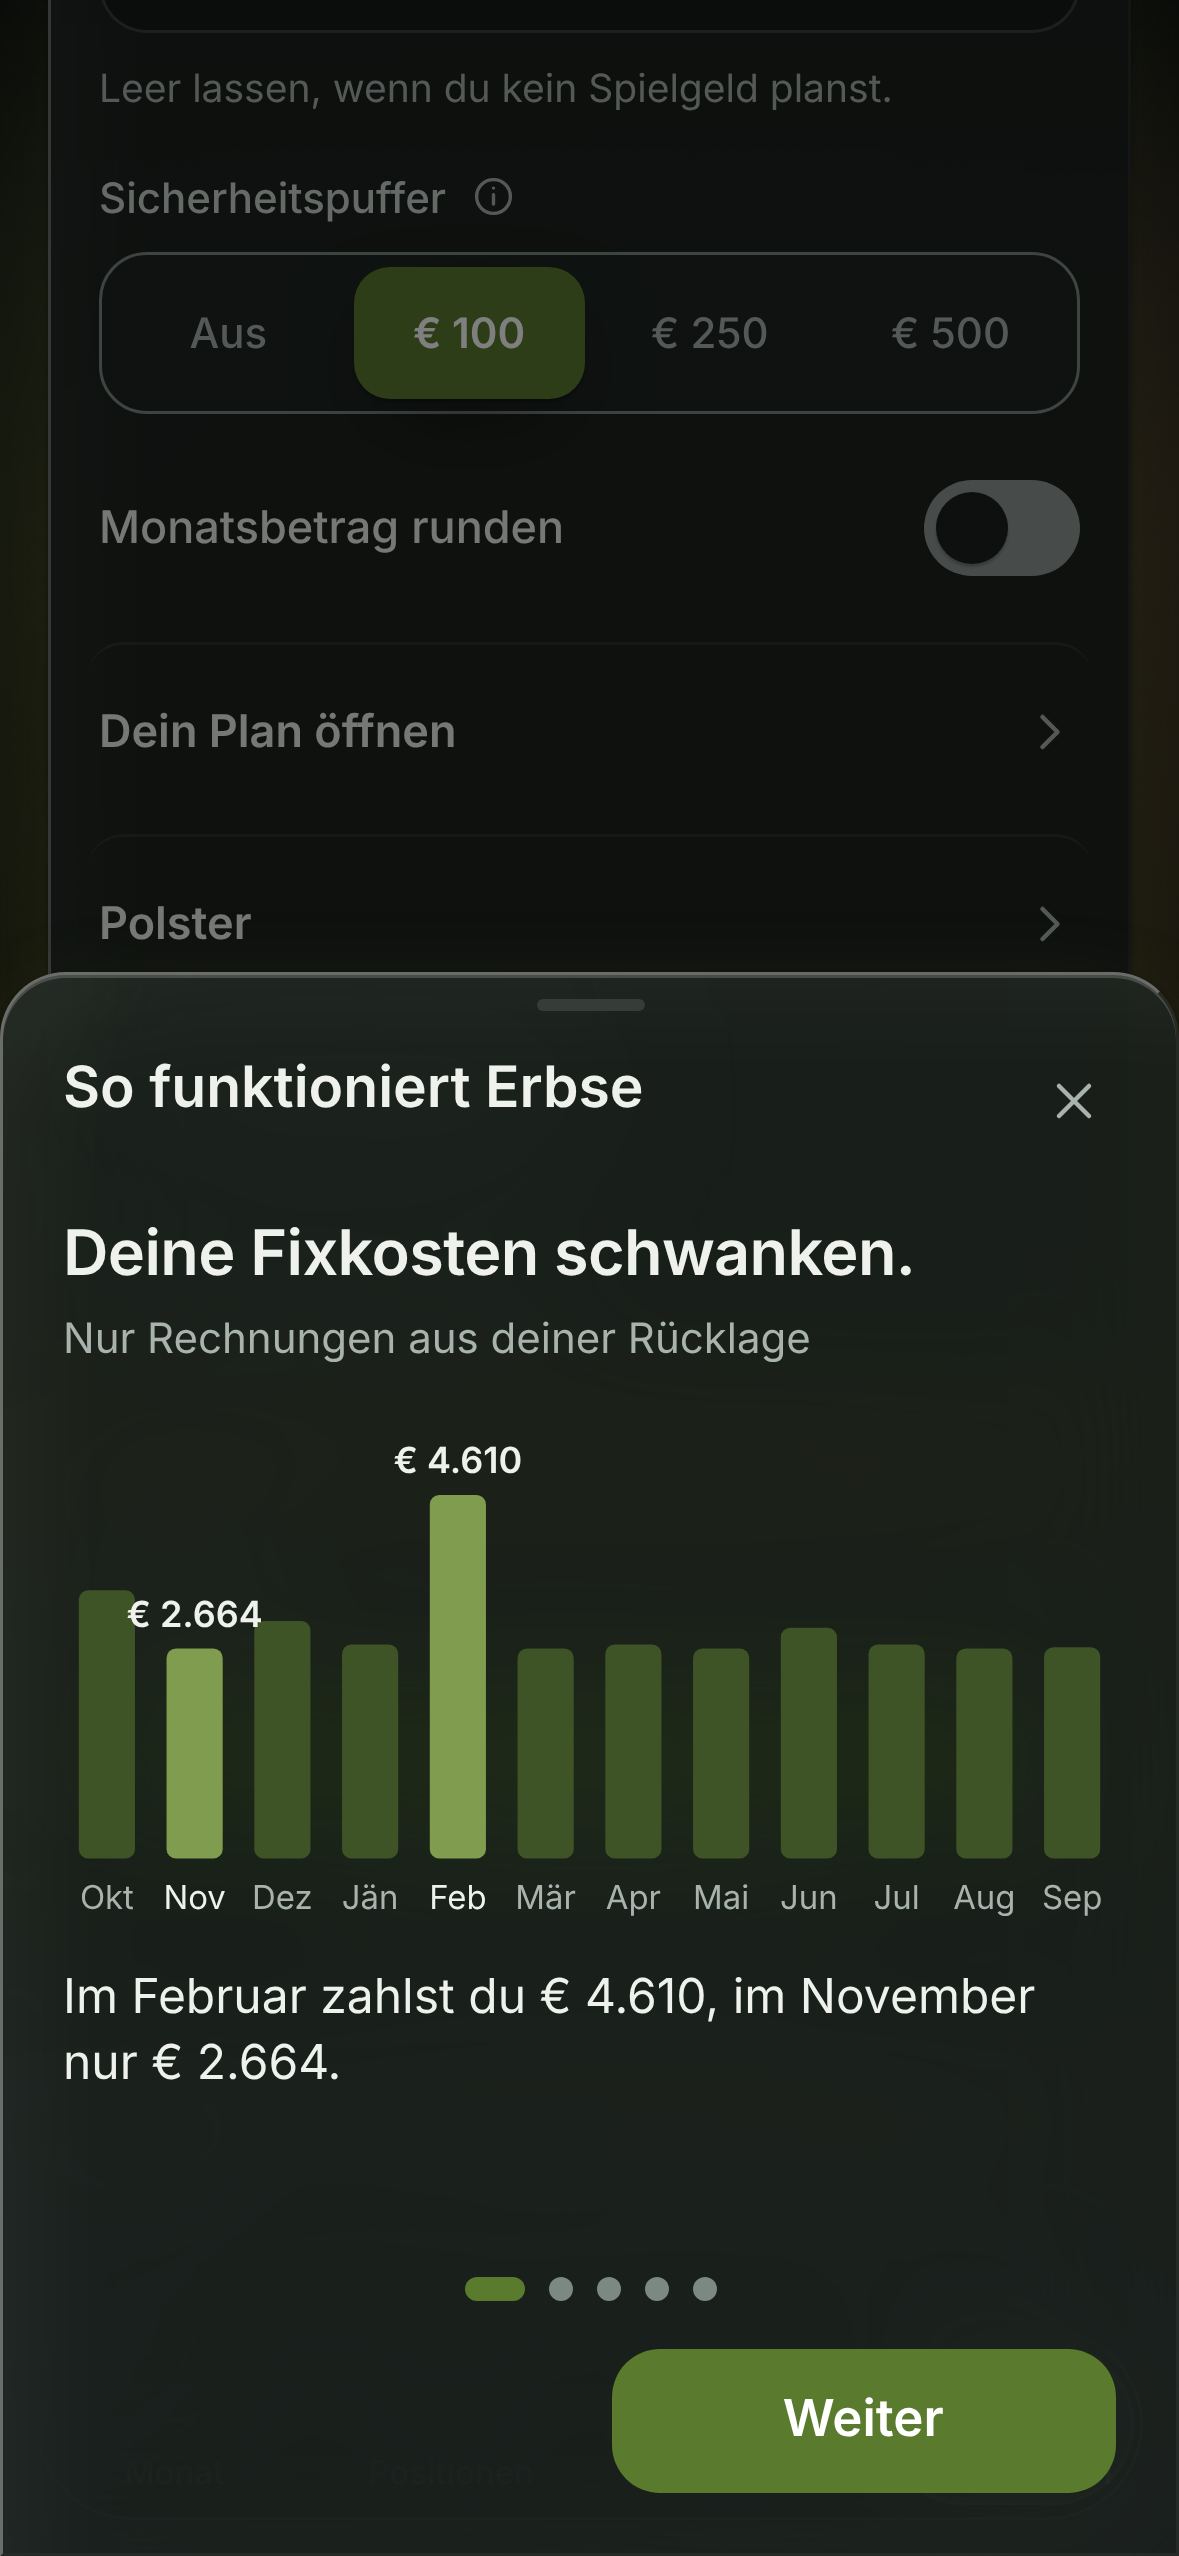 Leer lassen, wenn du kein Spielgeld planst.
Sicherheitspuffer
Aus € 100 € 250 € 500
Monatsbetrag runden
Dein Plan öffnen
Polster
So funktioniert Erbse
Deine Fixkosten schwanken.
Nur Rechnungen aus deiner Rücklage
€ 4.610
€ 2.664
Okt Nov Dez Jän Feb Mär Apr Mai Jun Jul Aug Sep
Im Februar zahlst du € 4.610, im November
nur € 2.664.
Weiter
Monat Positionen